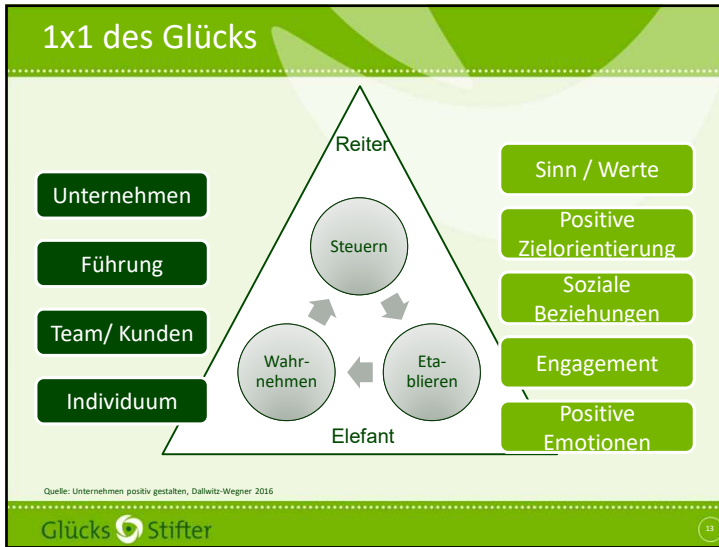 1x1 des Glücks
Unternehmen
Führung
Team/ Kunden
Individuum
Reiter
Steuern
Wahr-
nehmen
Eta-
blieren
Elefant
Sinn / Werte
Positive
Zielorientierung
Soziale
Beziehungen
Engagement
Positive
Emotionen
Quelle: Unternehmen positiv gestalten, Dallwitz-Wegner 2016
Glücks Stifter
13